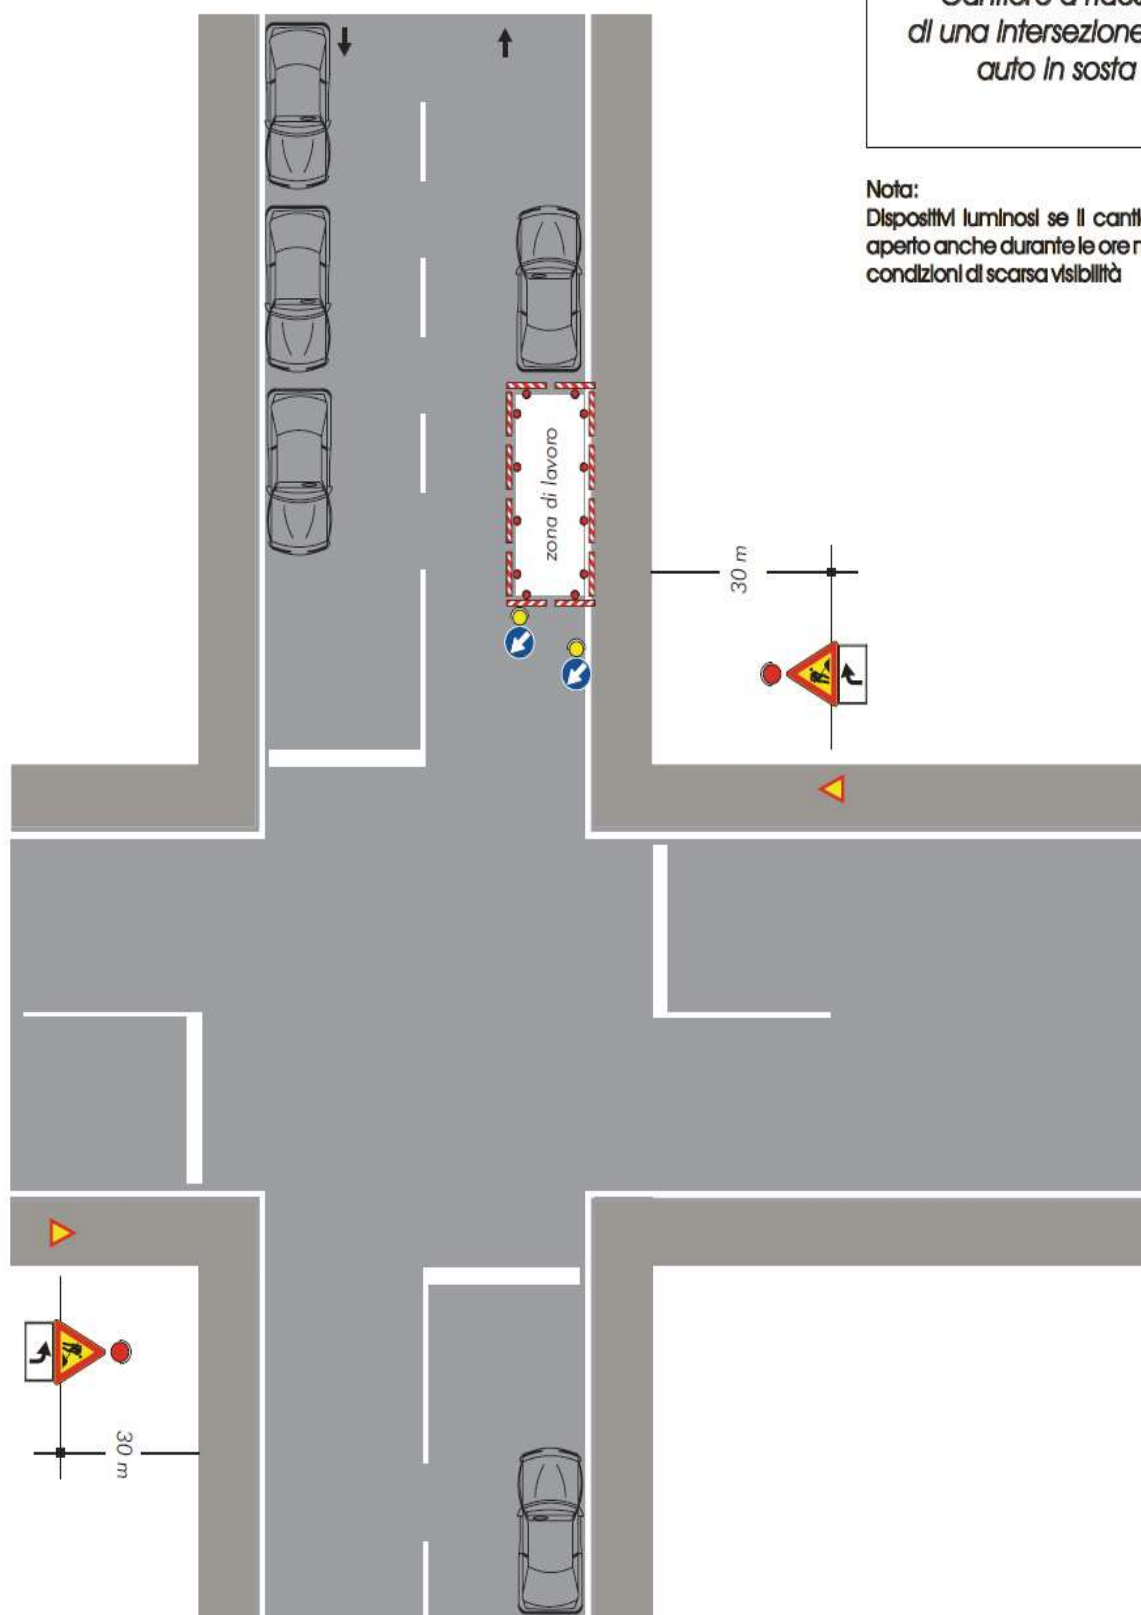 di una intersezione
auto in sosta
Nota:
Dispositivi luminosi se il
aperto anche durante le ore
condizioni di scarsa visibilità
zona di lavoro
30 m
30 m